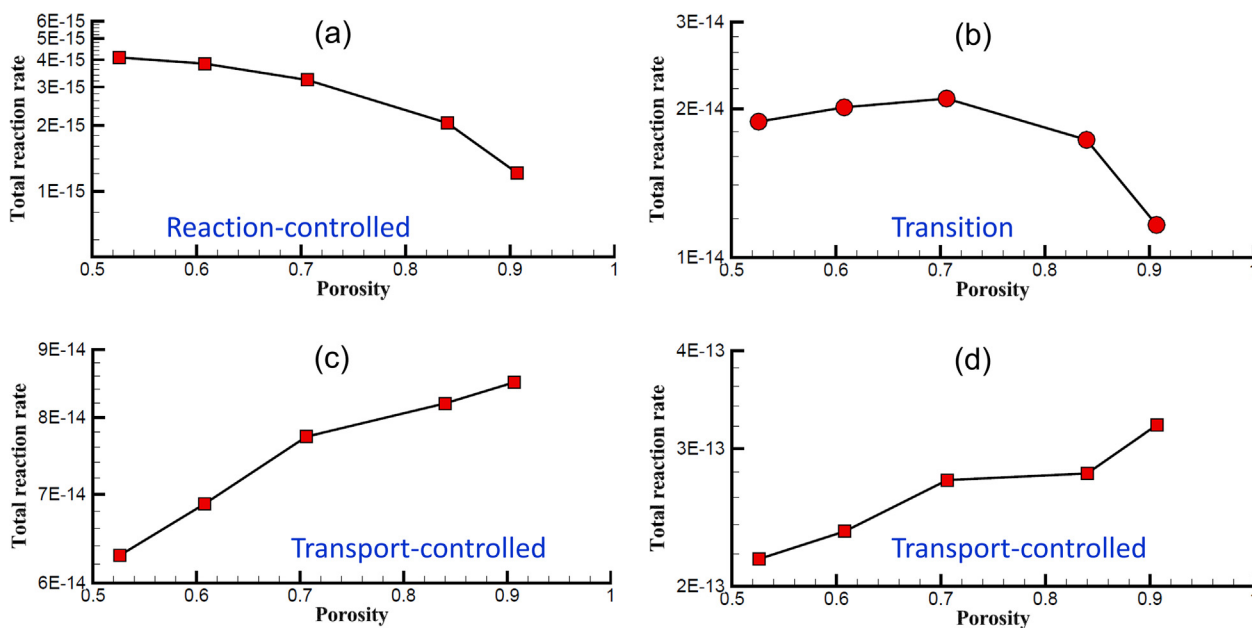 (a)
Total reaction rate
6E-15
5E-15
4E-15
3E-15
2E-15
1E-15
Reaction-controlled
0.5 0.6 0.7 0.8 0.9 1
Porosity
(b)
Total reaction rate
3E-14
2E-14
1E-14
Transition
0.5 0.6 0.7 0.8 0.9 1
Porosity
(c)
Total reaction rate
9E-14
8E-14
7E-14
6E-14
Transport-controlled
0.5 0.6 0.7 0.8 0.9 1
Porosity
(d)
Total reaction rate
4E-13
3E-13
2E-13
Transport-controlled
0.5 0.6 0.7 0.8 0.9 1
Porosity